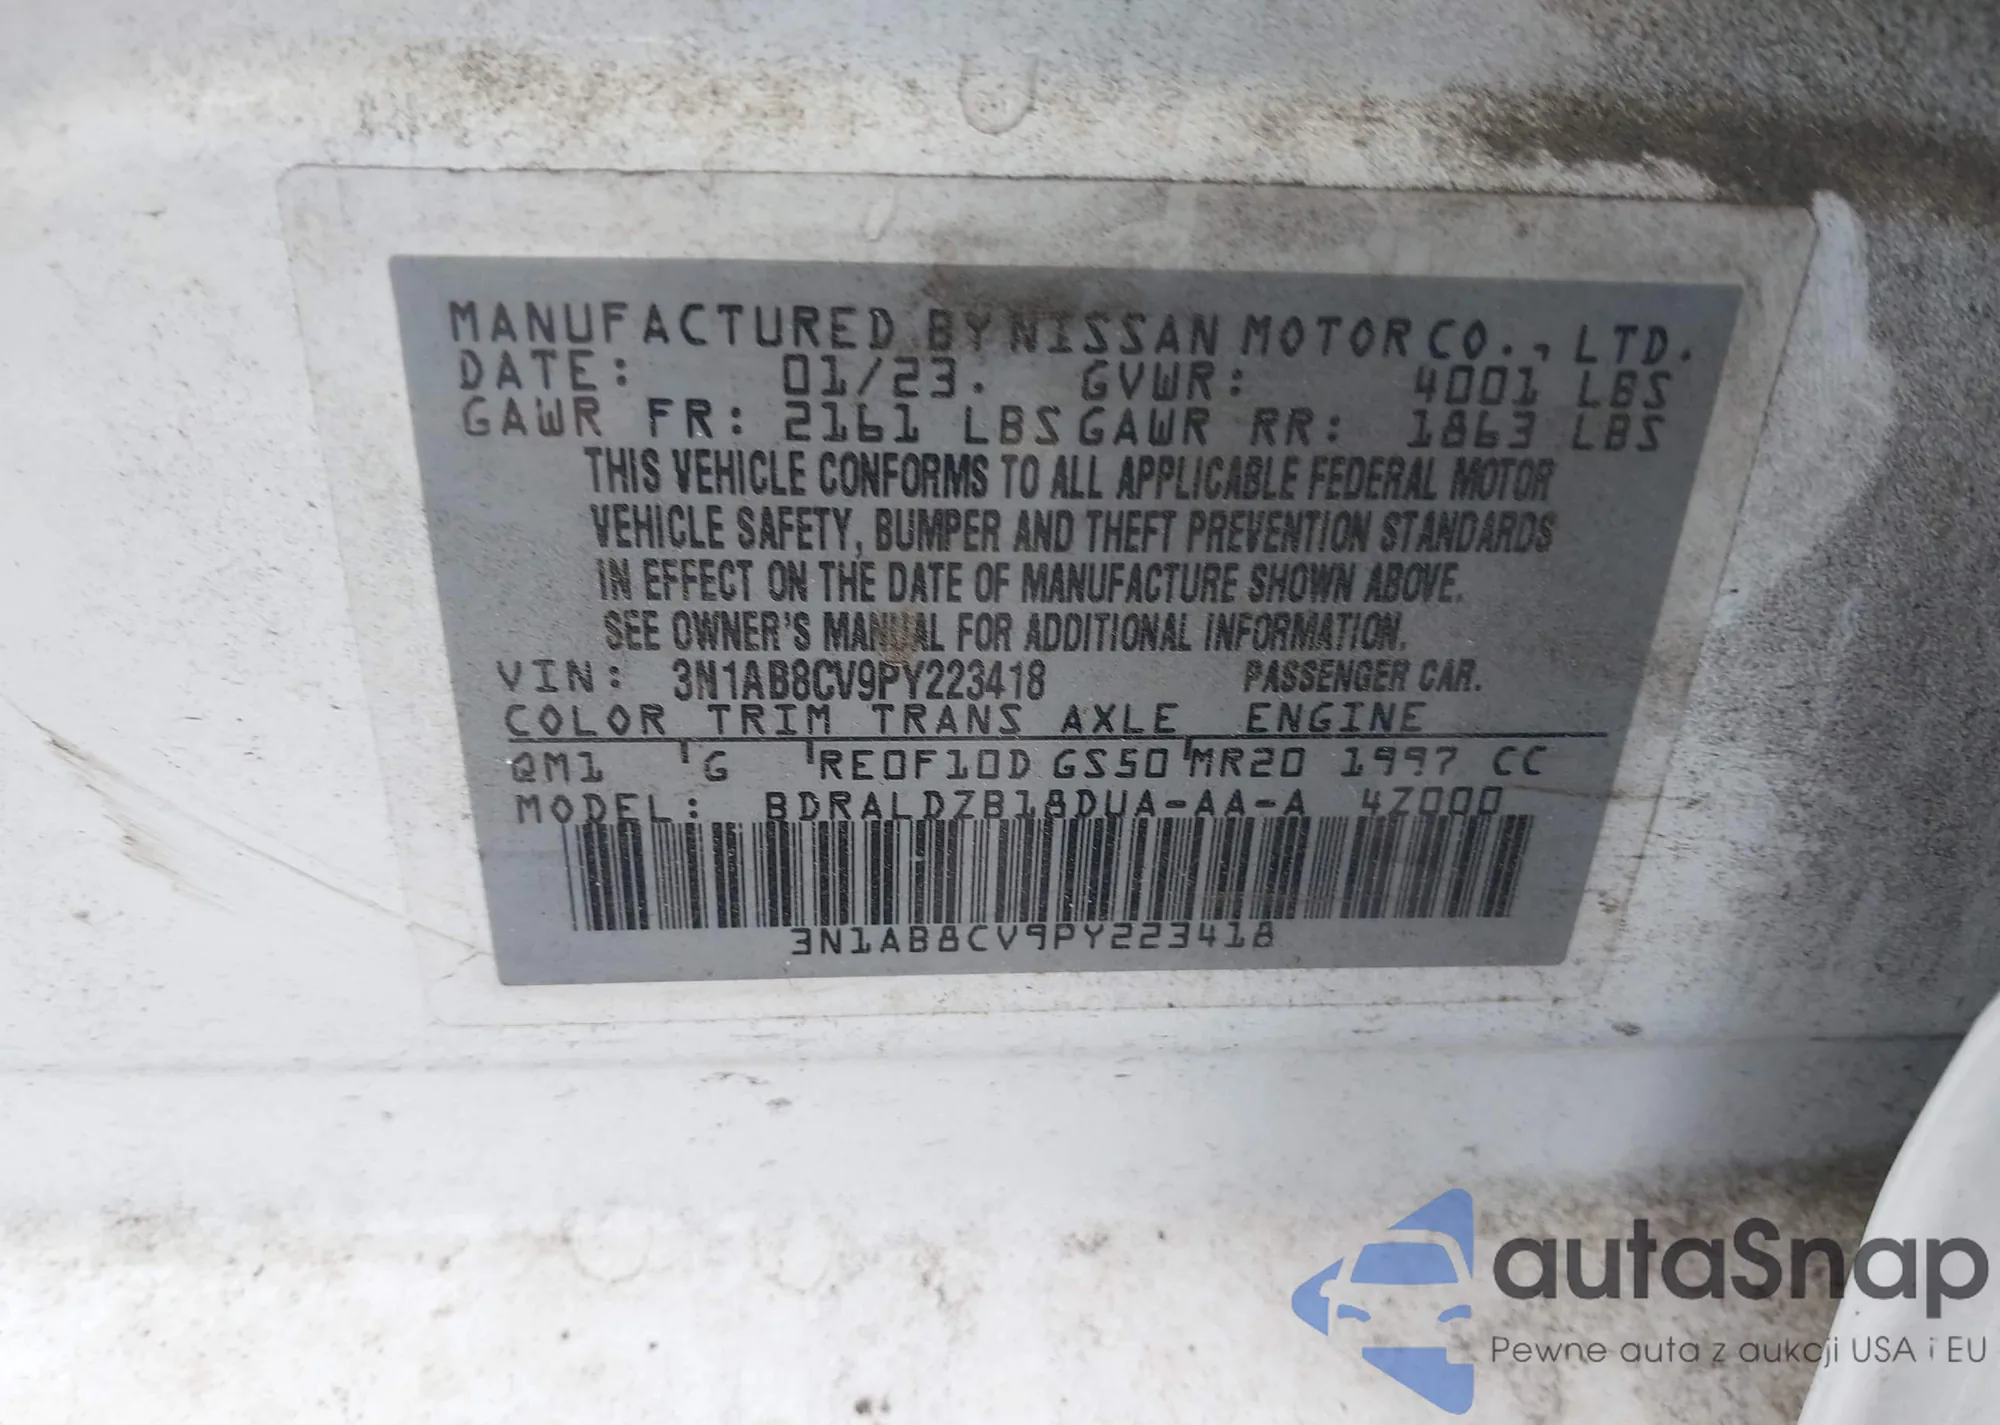 MANUFACTURED BY NISSAN MOTOR CO., LTD.
DATE: 01/23. GVWR: 4001 LBS
GAWR FR: 2161 LBS GAWR RR: 1863 LBS
THIS VEHICLE CONFORMS TO ALL APPLICABLE FEDERAL MOTOR
VEHICLE SAFETY, BUMPER AND THEFT PREVENTION STANDARDS
IN EFFECT ON THE DATE OF MANUFACTURE SHOWN ABOVE.
SEE OWNER'S MANUAL FOR ADDITIONAL INFORMATION.
VIN: 3N1AB8CV9PY223418 PASSENGER CAR.
COLOR TRIM TRANS AXLE ENGINE
QM1 G RE0F10D GS50 MR20 1997 CC
MODEL: BDRALDZB18DUA-AA-A 4Z000
3N1AB8CV9PY223418
autaSnap
Pewne auta z aukcji USA i EU